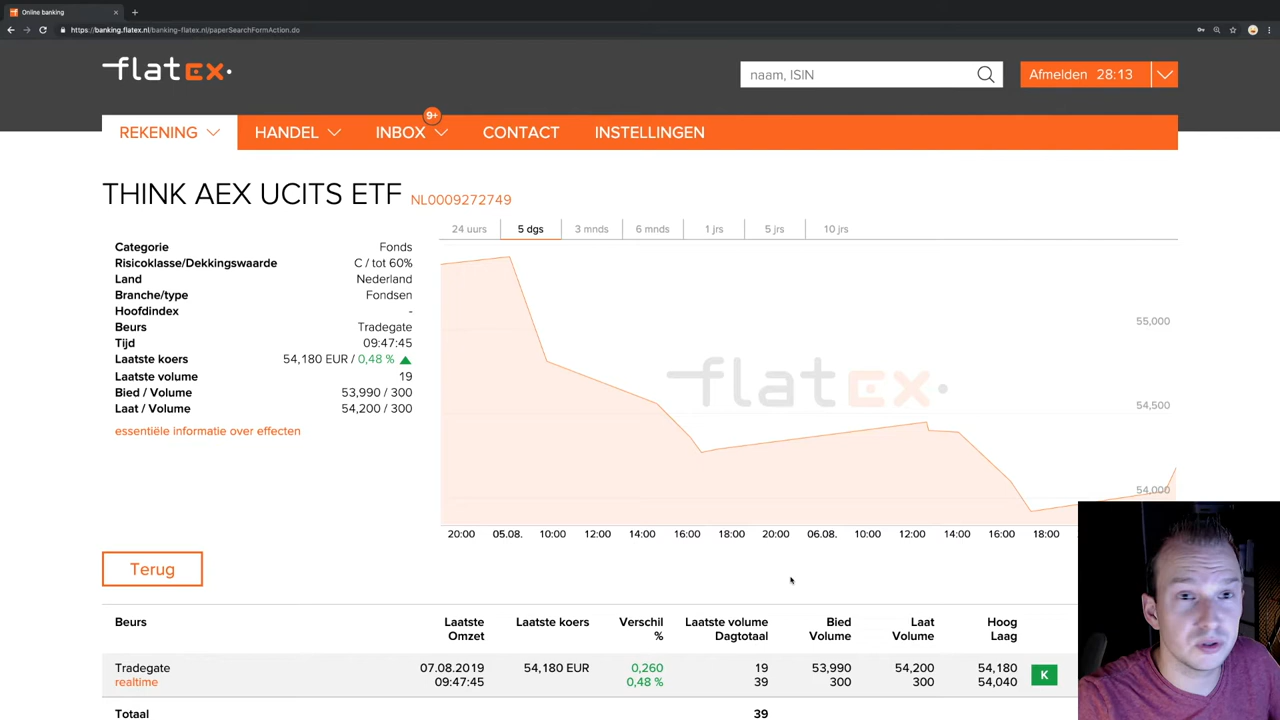 Online banking
https://banking.flatex.nl/banking-flatex.nl/paperSearchFormAction.do
flatex
naam, ISIN
Afmelden 28:13
REKENING
HANDEL
INBOX
9+
CONTACT
INSTELLINGEN
THINK AEX UCITS ETF NL0009272749
24 uurs 5 dgs 3 mnds 6 mnds 1 jrs 5 jrs 10 jrs
Categorie Fonds
Risicoklasse/Dekkingswaarde C / tot 60%
Land Nederland
Branche/type Fondsen
Hoofdindex -
Beurs Tradegate
Tijd 09:47:45
Laatste koers 54,180 EUR / 0,48 %
Laatste volume 19
Bied / Volume 53,990 / 300
Laat / Volume 54,200 / 300
essentiële informatie over effecten
55,000
flatex
54,500
54,000
20:00 05.08. 10:00 12:00 14:00 16:00 18:00 20:00 06.08. 10:00 12:00 14:00 16:00 18:00
Terug
Beurs Laatste Omzet Laatste koers Verschil % Laatste volume Dagtotaal Bied Volume Laat Volume Hoog Laag
Tradegate 07.08.2019 54,180 EUR 0,260 19 53,990 54,200 54,180 K
realtime 09:47:45 0,48 % 39 300 300 54,040
Totaal 39